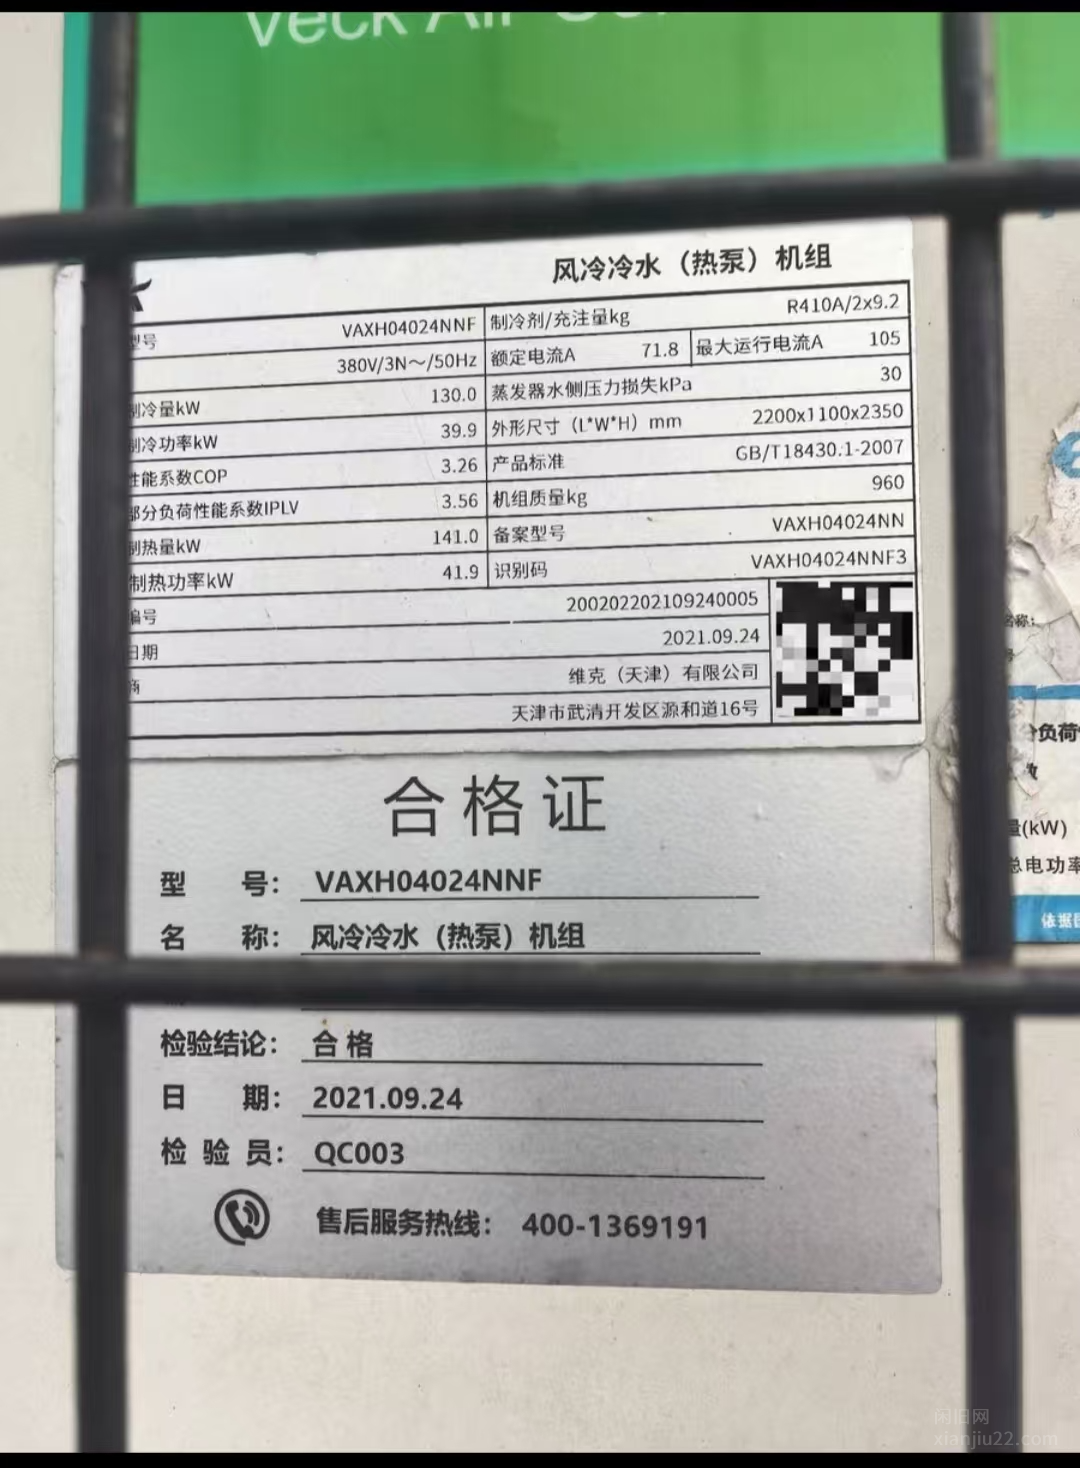 Veck Air
风冷冷水（热泵）机组
型号 VAXH04024NNF 制冷剂/充注量kg R410A/2x9.2
380V/3N～/50Hz 额定电流A 71.8 最大运行电流A 105
制冷量kW 130.0 蒸发器水侧压力损失kPa 30
制冷功率kW 39.9 外形尺寸（L*W*H）mm 2200x1100x2350
性能系数COP 3.26 产品标准 GB/T18430.1-2007
部分负荷性能系数IPLV 3.56 机组质量kg 960
制热量kW 141.0 备案型号 VAXH04024NN
制热功率kW 41.9 识别码 VAXH04024NNF3
编号 200202202109240005
日期 2021.09.24
商 维克（天津）有限公司
天津市武清开发区源和道16号
合格证
型 号： VAXH04024NNF
名 称： 风冷冷水（热泵）机组
检验结论： 合格
日 期： 2021.09.24
检 验 员： QC003
售后服务热线： 400-1369191
名称：
号
分负荷
数
量(kW)
总电功率
依据国
闲旧网
xianjiu22.com